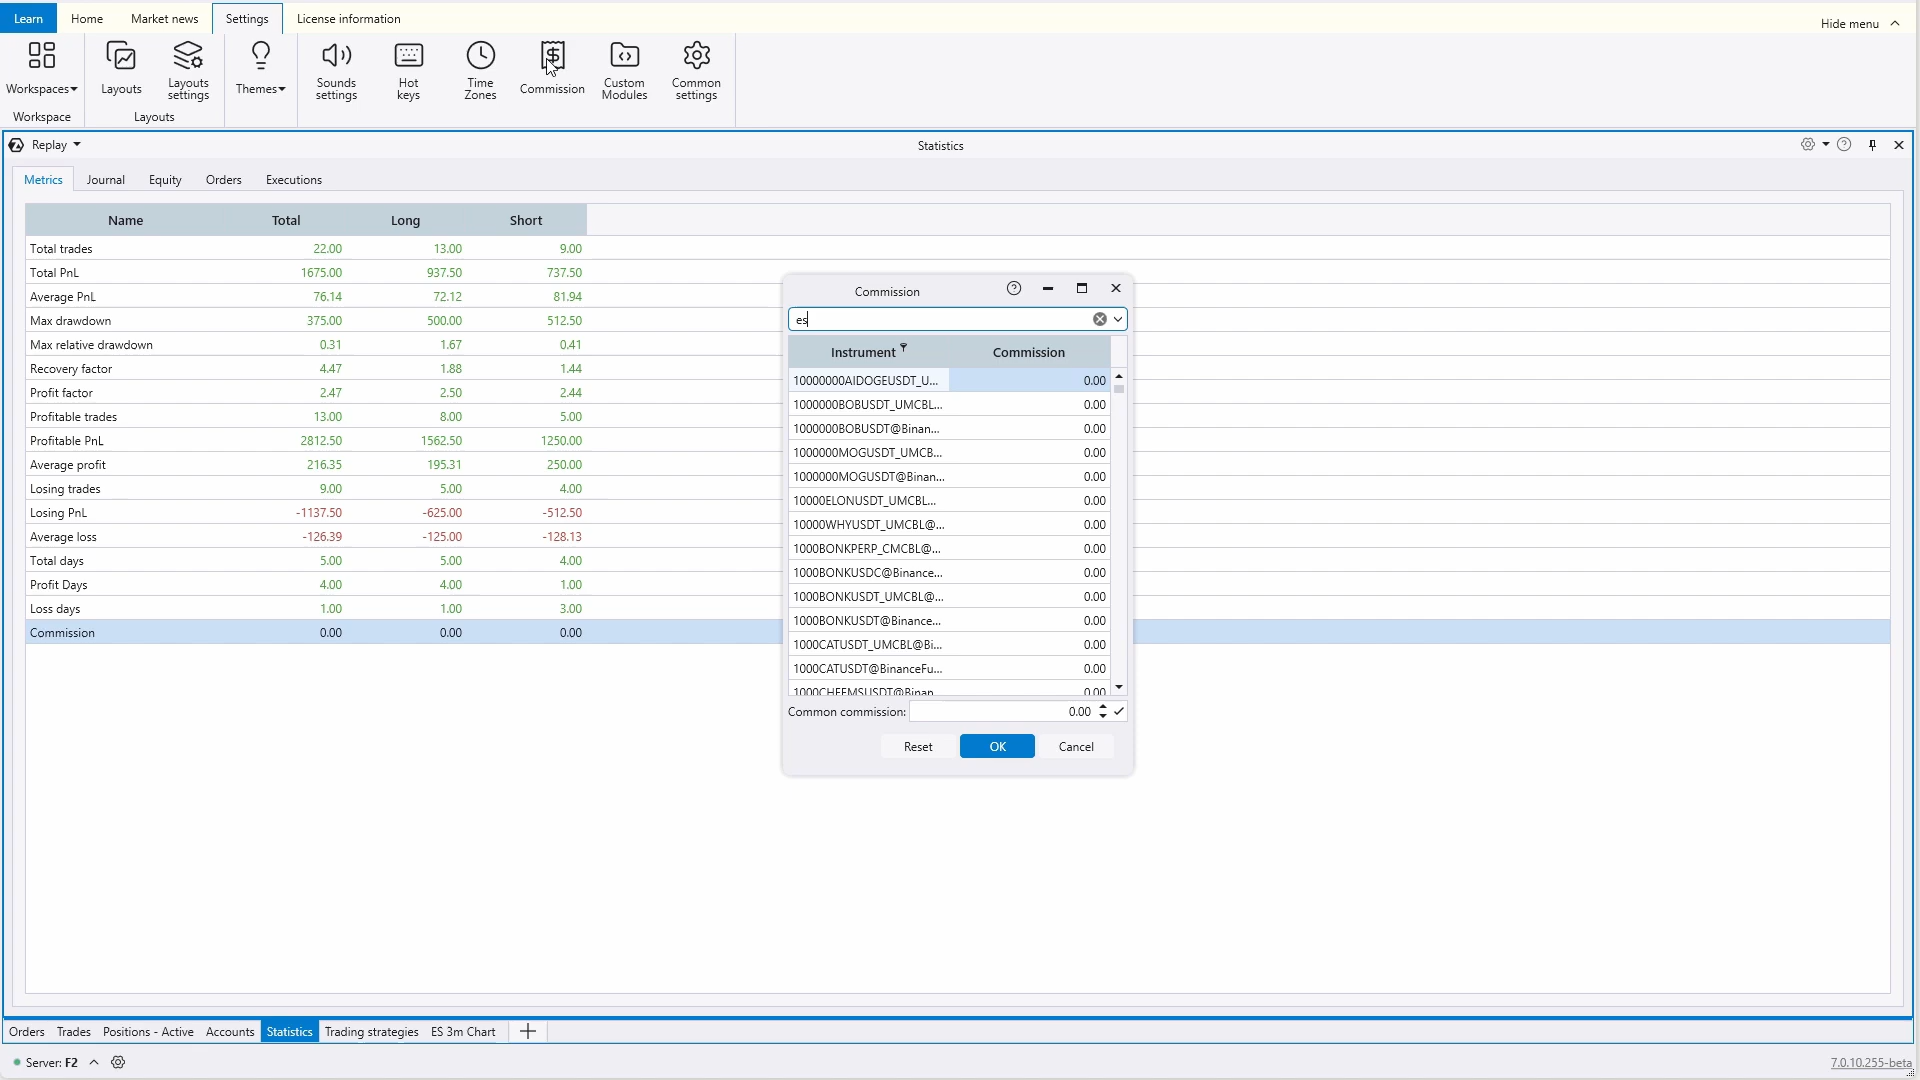 Learn Home Market news Settings License information Hide menu
Workspaces Layouts Layouts settings Themes Sounds settings Hot keys Time Zones Commission Custom Modules Common settings
Workspace Layouts
Replay Statistics
Metrics Journal Equity Orders Executions
Name Total Long Short
Total trades 22.00 13.00 9.00
Total PnL 1675.00 937.50 737.50
Average PnL 76.14 72.12 81.94
Max drawdown 375.00 500.00 512.50
Max relative drawdown 0.31 1.67 0.41
Recovery factor 4.47 1.88 1.44
Profit factor 2.47 2.50 2.44
Profitable trades 13.00 8.00 5.00
Profitable PnL 2812.50 1562.50 1250.00
Average profit 216.35 195.31 250.00
Losing trades 9.00 5.00 4.00
Losing PnL -1137.50 -625.00 -512.50
Average loss -126.39 -125.00 -128.13
Total days 5.00 5.00 4.00
Profit Days 4.00 4.00 1.00
Loss days 1.00 1.00 3.00
Commission 0.00 0.00 0.00
Commission
es
Instrument Commission
10000000AIDOGEUSDT_U... 0.00
1000000BOBUSDT_UMCBL... 0.00
1000000BOBUSDT@Binan... 0.00
1000000MOGUSDT_UMCB... 0.00
1000000MOGUSDT@Binan... 0.00
10000ELONUSDT_UMCBL... 0.00
10000WHYUSDT_UMCBL@... 0.00
1000BONKPERP_CMCBL@... 0.00
1000BONKUSDC@Binance... 0.00
1000BONKUSDT_UMCBL@... 0.00
1000BONKUSDT@Binance... 0.00
1000CATUSDT_UMCBL@Bi... 0.00
1000CATUSDT@BinanceFu... 0.00
1000CHEEMSUSDT@Binan... 0.00
Common commission: 0.00
Reset OK Cancel
Orders Trades Positions - Active Accounts Statistics Trading strategies ES 3m Chart
Server: F2 7.0.10.255-beta